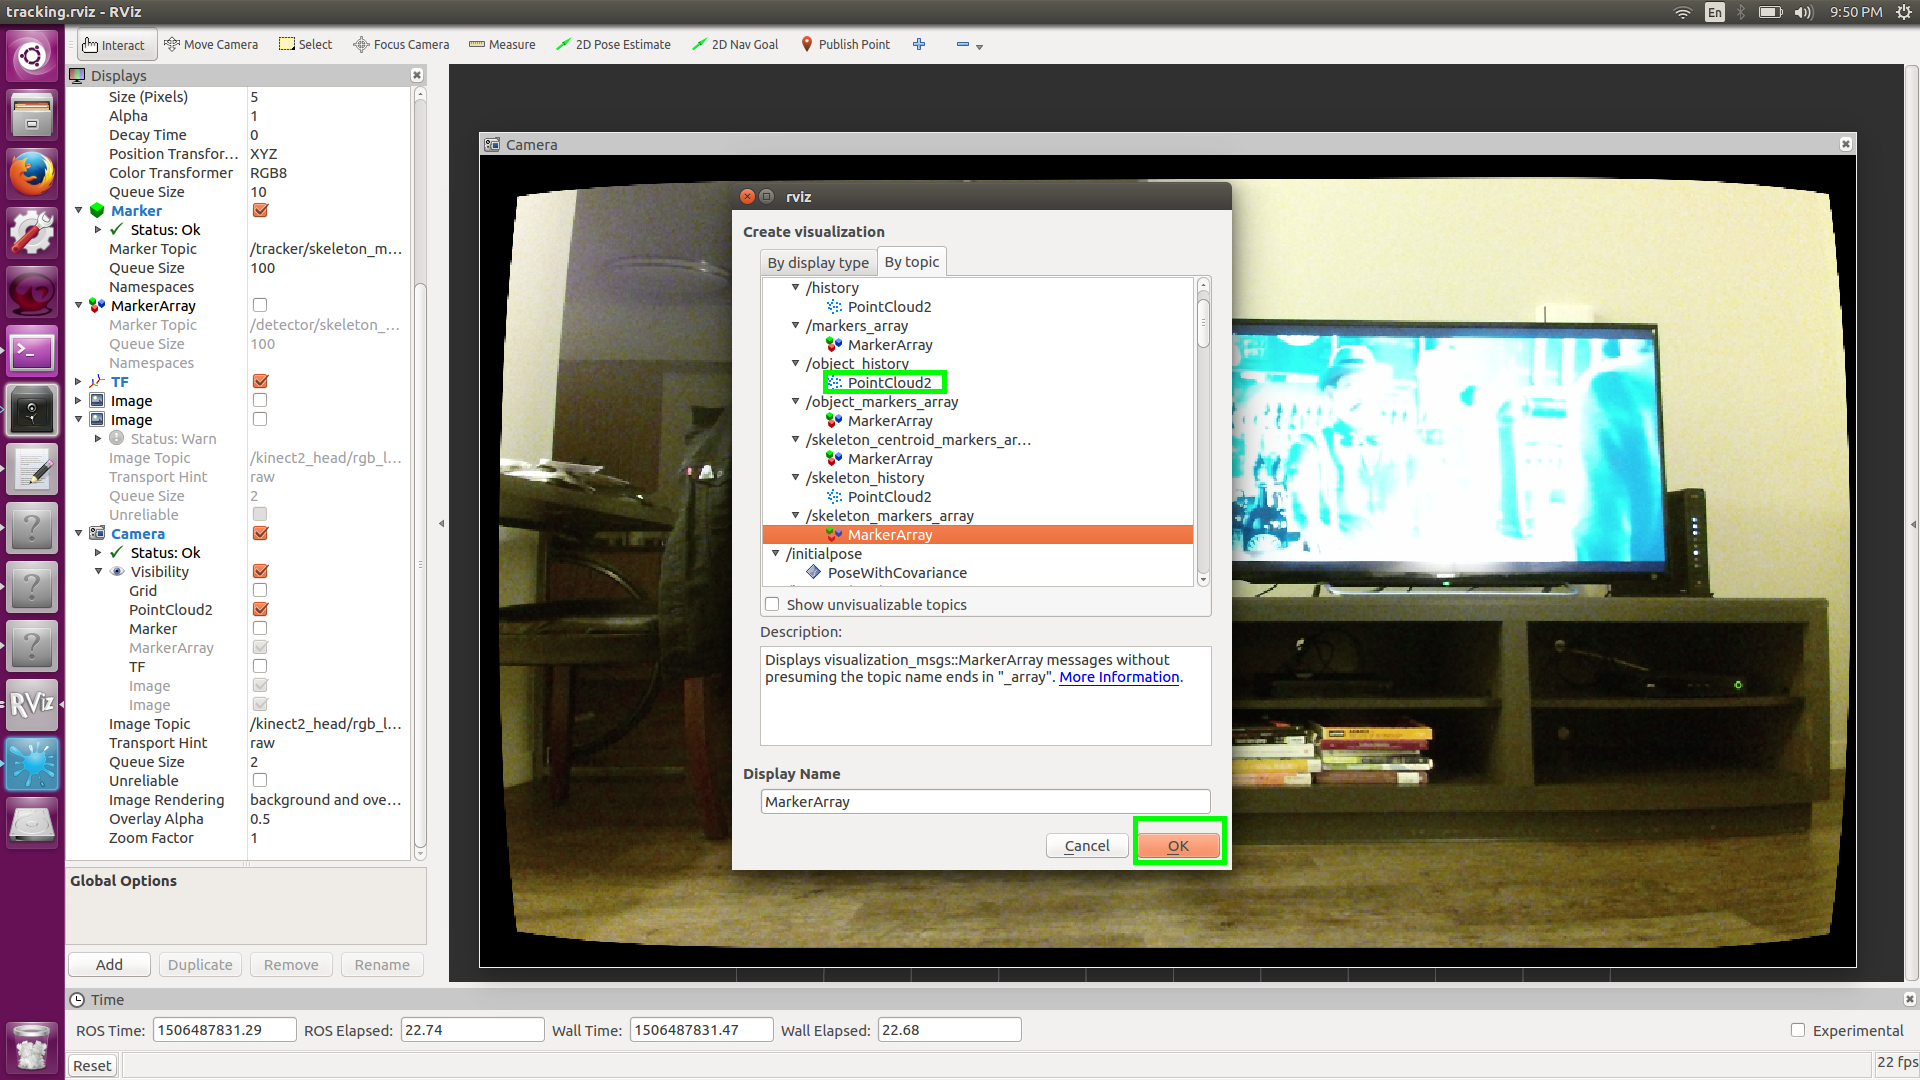 tracking.rviz - RViz
En
9:50 PM
Interact
Move Camera
Select
Focus Camera
Measure
2D Pose Estimate
2D Nav Goal
Publish Point
Displays
Size (Pixels) 5
Alpha 1
Decay Time 0
Position Transfor... XYZ
Color Transformer RGB8
Queue Size 10
Marker
Status: Ok
Marker Topic /tracker/skeleton_m...
Queue Size 100
Namespaces
MarkerArray
Marker Topic /detector/skeleton_...
Queue Size 100
Namespaces
TF
Image
Image
Status: Warn
Image Topic /kinect2_head/rgb_l...
Transport Hint raw
Queue Size 2
Unreliable
Camera
Status: Ok
Visibility
Grid
PointCloud2
Marker
MarkerArray
TF
Image
Image
Image Topic /kinect2_head/rgb_l...
Transport Hint raw
Queue Size 2
Unreliable
Image Rendering background and ove...
Overlay Alpha 0.5
Zoom Factor 1
Global Options
Add
Duplicate
Remove
Rename
RViz
Camera
rviz
Create visualization
By display type
By topic
/history
PointCloud2
/markers_array
MarkerArray
/object_history
PointCloud2
/object_markers_array
MarkerArray
/skeleton_centroid_markers_ar...
MarkerArray
/skeleton_history
PointCloud2
/skeleton_markers_array
MarkerArray
/initialpose
PoseWithCovariance
Show unvisualizable topics
Description:
Displays visualization_msgs::MarkerArray messages without
presuming the topic name ends in "_array". More Information.
Display Name
MarkerArray
Cancel
OK
Time
ROS Time: 1506487831.29
ROS Elapsed: 22.74
Wall Time: 1506487831.47
Wall Elapsed: 22.68
Experimental
Reset
22 fps